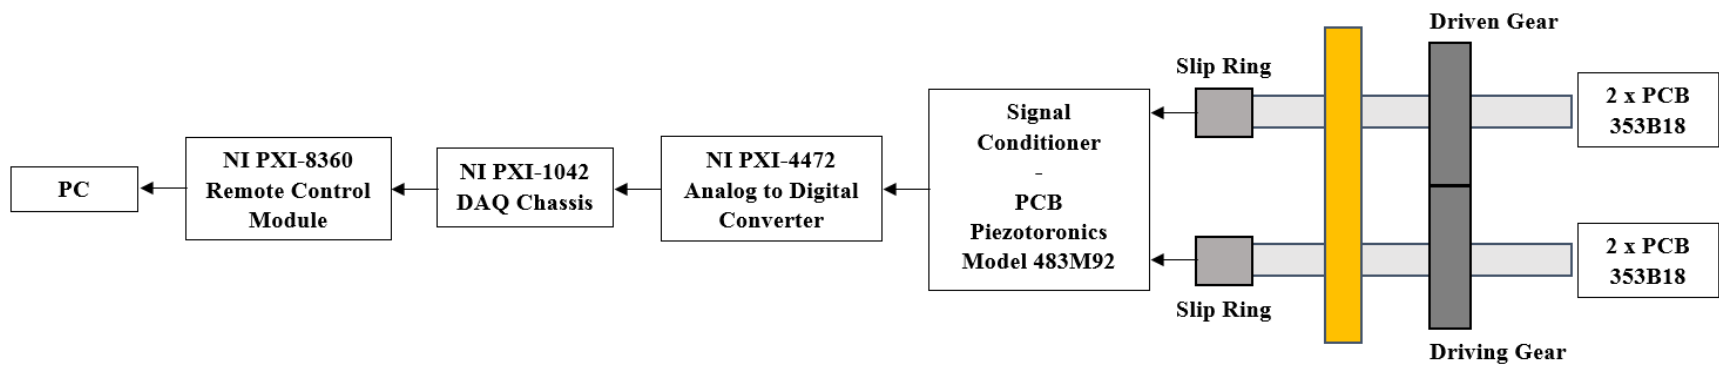 PC
NI PXI-8360
Remote Control
Module
NI PXI-1042
DAQ Chassis
NI PXI-4472
Analog to Digital
Converter
Signal
Conditioner
-
PCB
Piezotoronics
Model 483M92
Slip Ring
Slip Ring
Driven Gear
Driving Gear
2 x PCB
353B18
2 x PCB
353B18